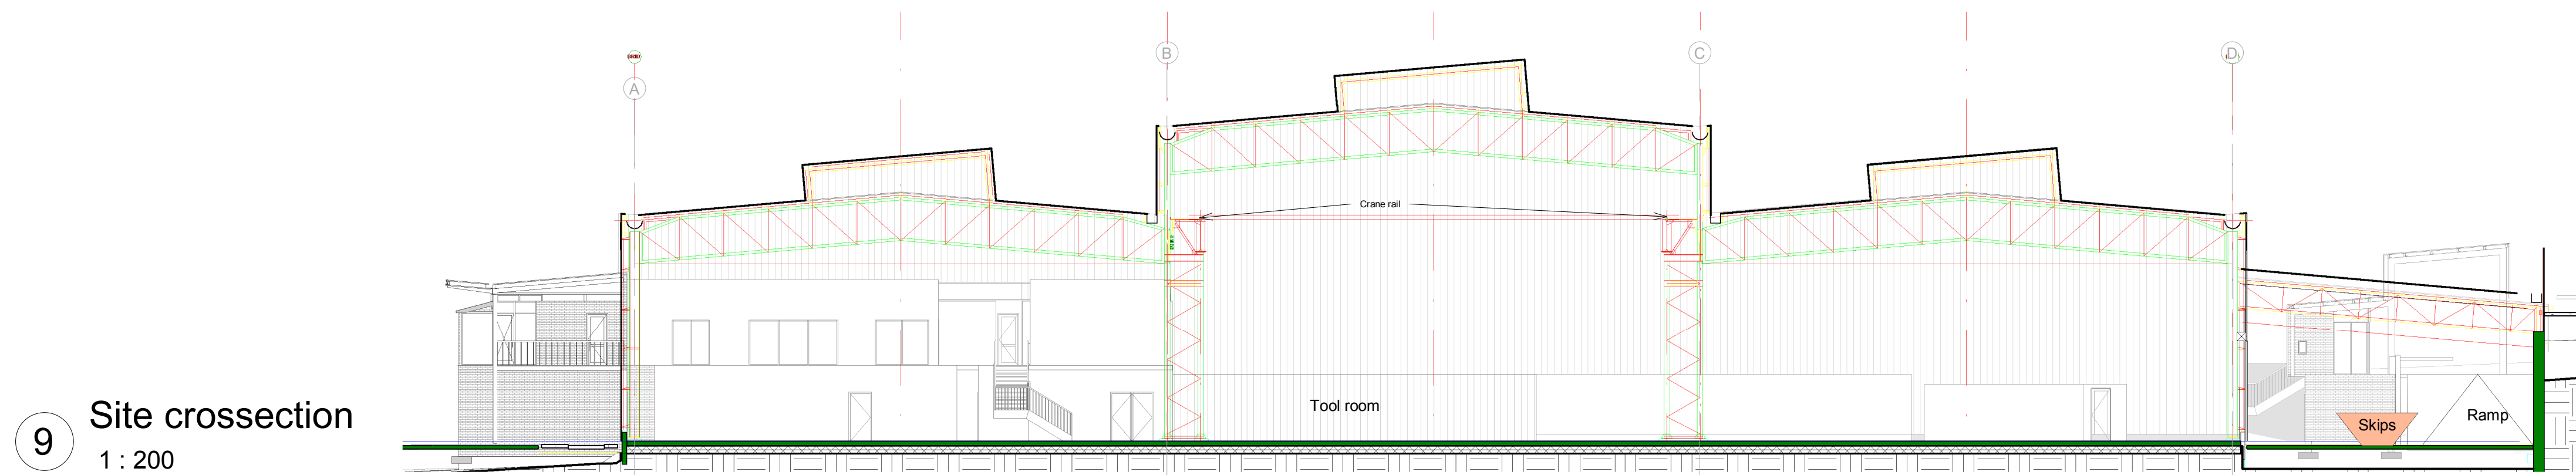 A
B
C
D
Crane rail
Tool room
Skips
Ramp
9
Site crossection
1 : 200